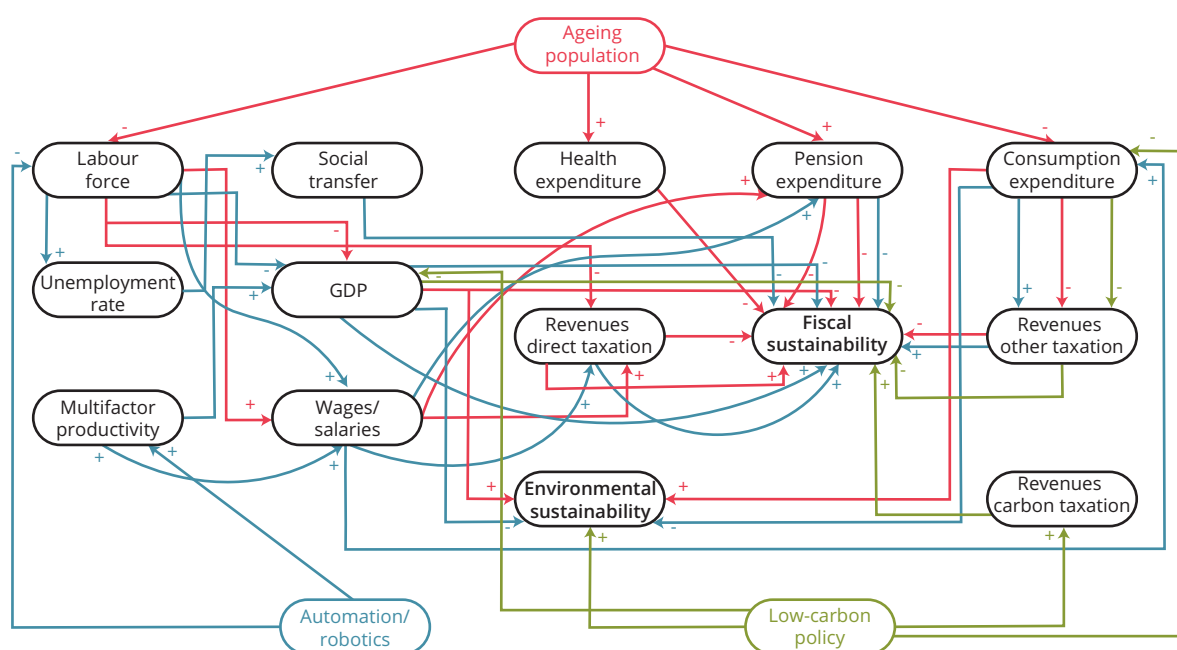 Ageing
population
Labour
force
Social
transfer
Health
expenditure
Pension
expenditure
Consumption
expenditure
Unemployment
rate
GDP
Revenues
direct taxation
Fiscal
sustainability
Revenues
other taxation
Multifactor
productivity
Wages/
salaries
Environmental
sustainability
Revenues
carbon taxation
Automation/
robotics
Low-carbon
policy